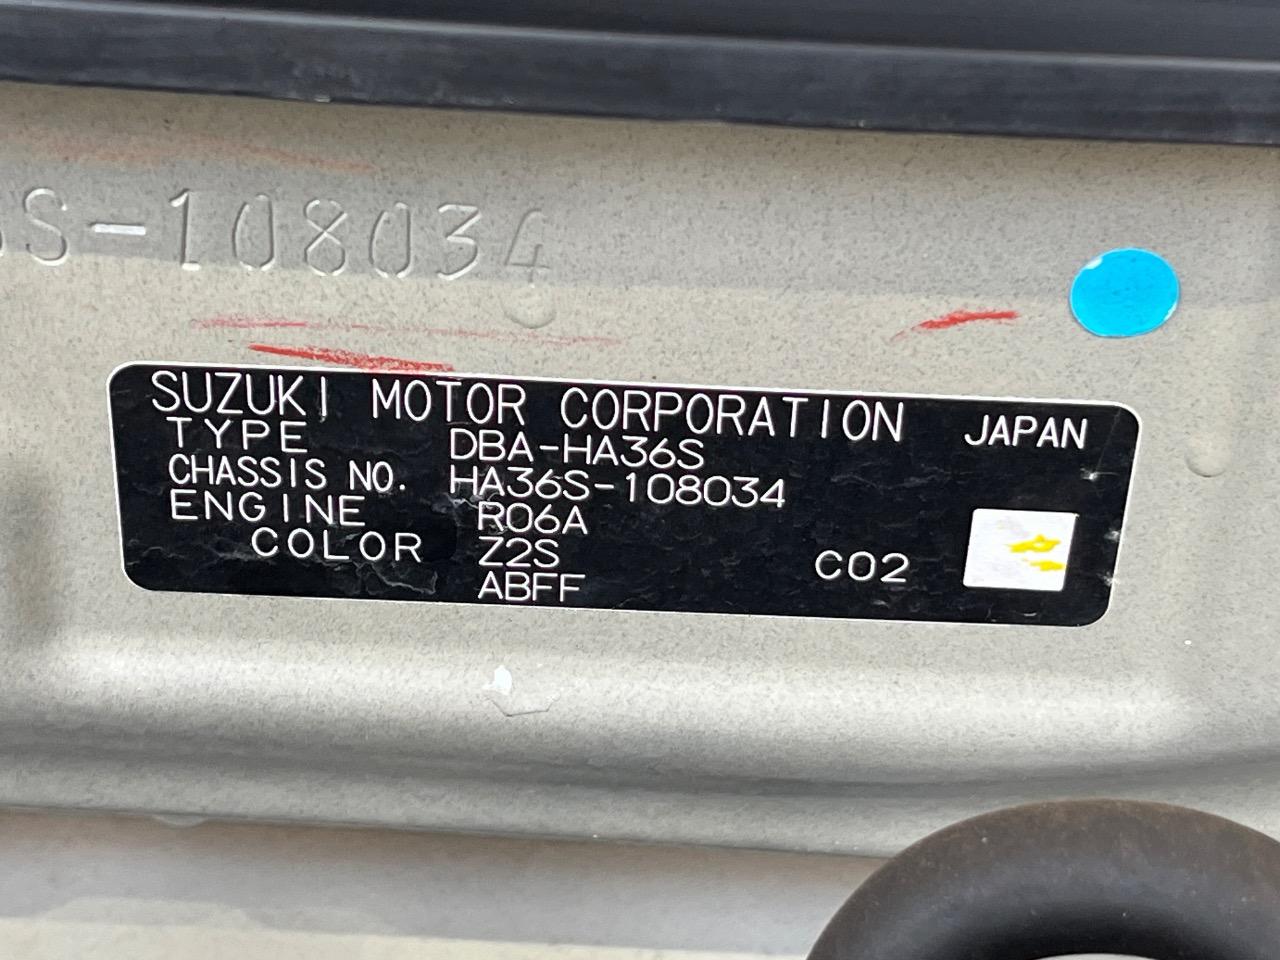 S-108034
SUZUKI MOTOR CORPORATION JAPAN
TYPE DBA-HA36S
CHASSIS NO. HA36S-108034
ENGINE R06A
COLOR Z2S C02
ABFF